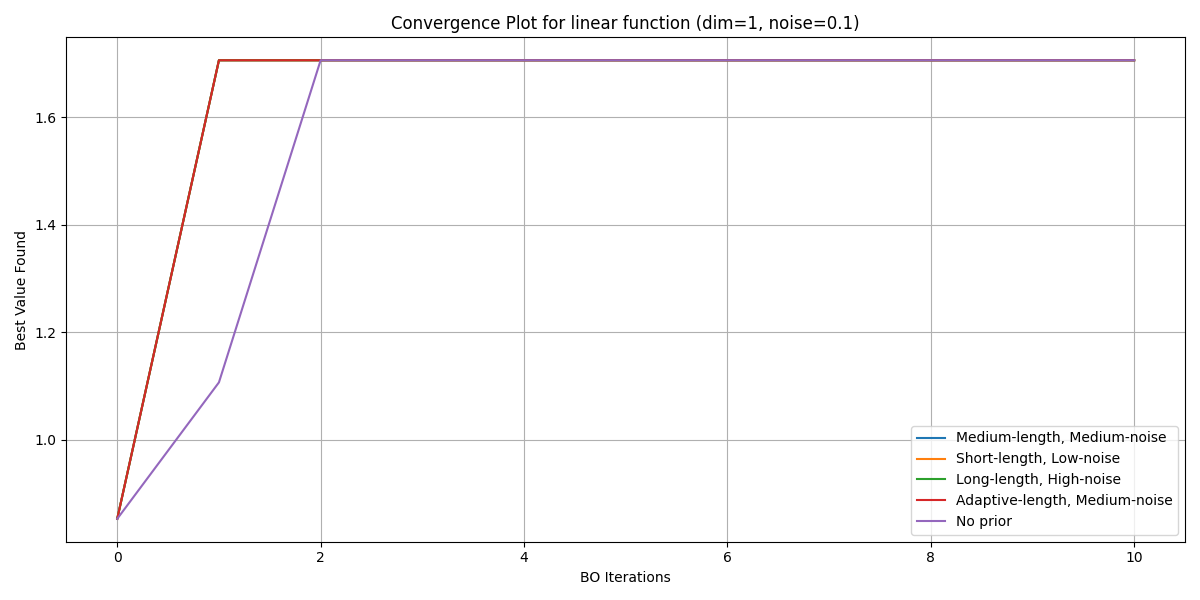 Convergence Plot for linear function (dim=1, noise=0.1)
Best Value Found
1.6
1.4
1.2
1.0
0 2 4 6 8 10
BO Iterations
Medium-length, Medium-noise
Short-length, Low-noise
Long-length, High-noise
Adaptive-length, Medium-noise
No prior